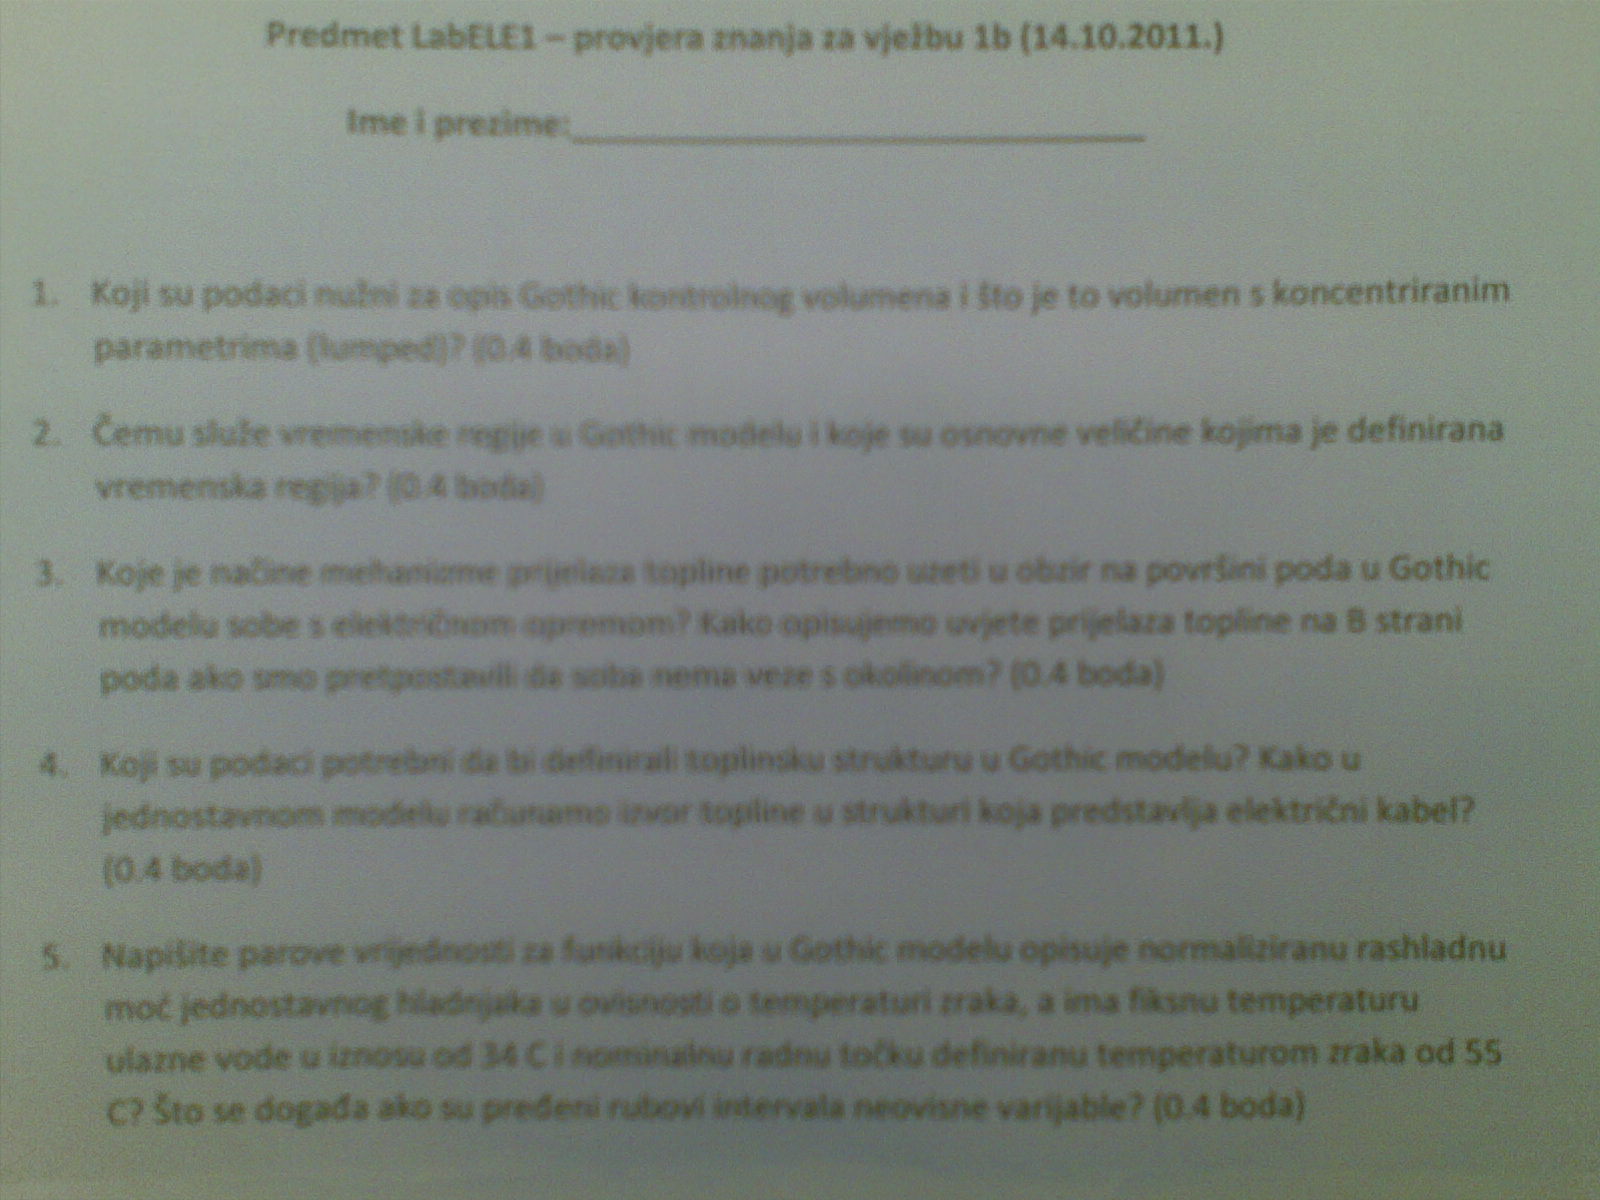 Predmet LabELE1 – provjera znanja za vježbu 1b (14.10.2011.)
Ime i prezime:
1. Koji su podaci nužni za opis Gothic kontrolnog volumena i što je to volumen s koncentriranim
parametrima (lumped)? (0.4 boda)
2. Čemu služe vremenske regije u Gothic modelu i koje su osnovne veličine kojima je definirana
vremenska regija? (0.4 boda)
3. Koje je načine mehanizme prijelaza topline potrebno uzeti u obzir na površini poda u Gothic
modelu sobe s električnom opremom? Kako opisujemo uvjete prijelaza topline na B strani
poda ako smo pretpostavili da soba nema veze s okolinom? (0.4 boda)
4. Koji su podaci potrebni da bi definirali toplinsku strukturu u Gothic modelu? Kako u
jednostavnom modelu računamo izvor topline u strukturi koja predstavlja električni kabel?
(0.4 boda)
5. Napišite parove vrijednosti za funkciju koja u Gothic modelu opisuje normaliziranu rashladnu
moć jednostavnog hladnjaka u ovisnosti o temperaturi zraka, a ima fiksnu temperaturu
ulazne vode u iznosu od 34 C i nominalnu radnu točku definiranu temperaturom zraka od 55
C? Što se događa ako su pređeni rubovi intervala neovisne varijable? (0.4 boda)